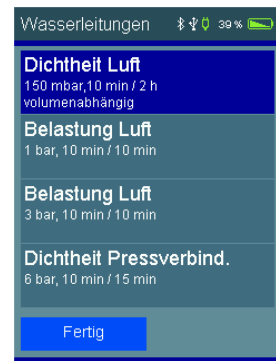 Wasserleitungen 39 %
Dichtheit Luft
150 mbar,10 min / 2 h
volumenabhängig
Belastung Luft
1 bar, 10 min / 10 min
Belastung Luft
3 bar, 10 min / 10 min
Dichtheit Pressverbind.
6 bar, 10 min / 15 min
Fertig